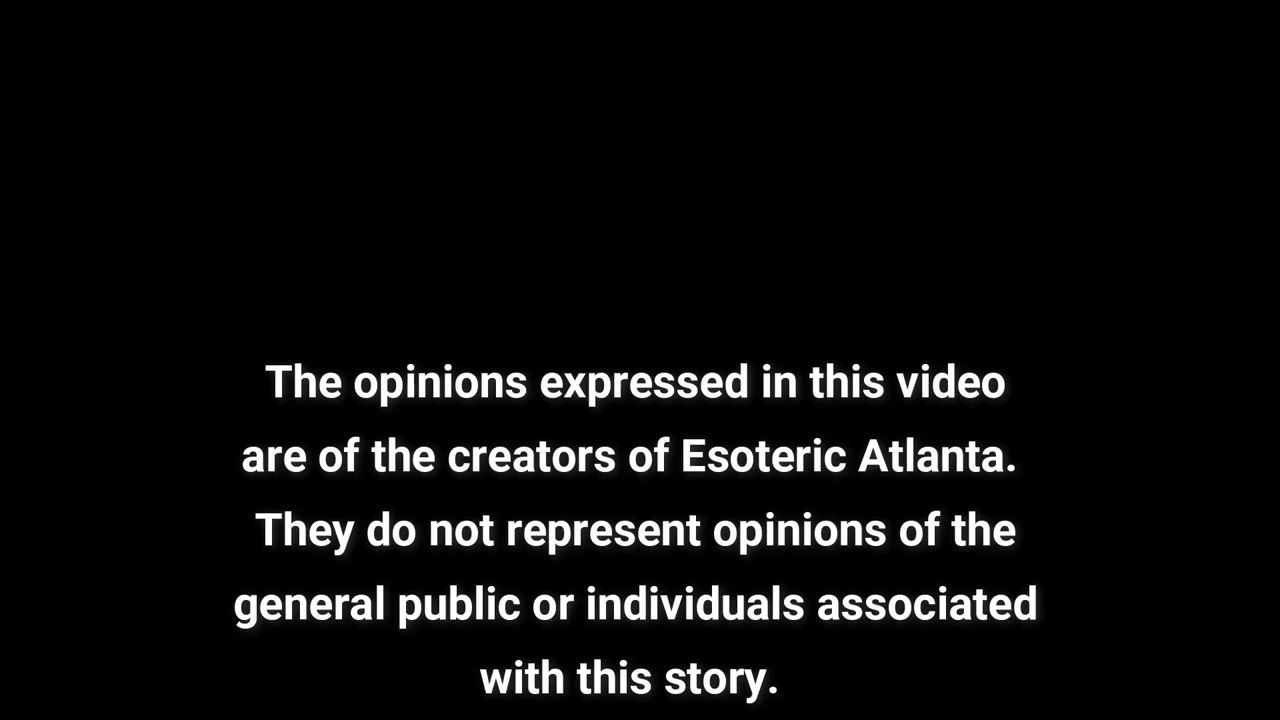 The opinions expressed in this video
are of the creators of Esoteric Atlanta.
They do not represent opinions of the
general public or individuals associated
with this story.